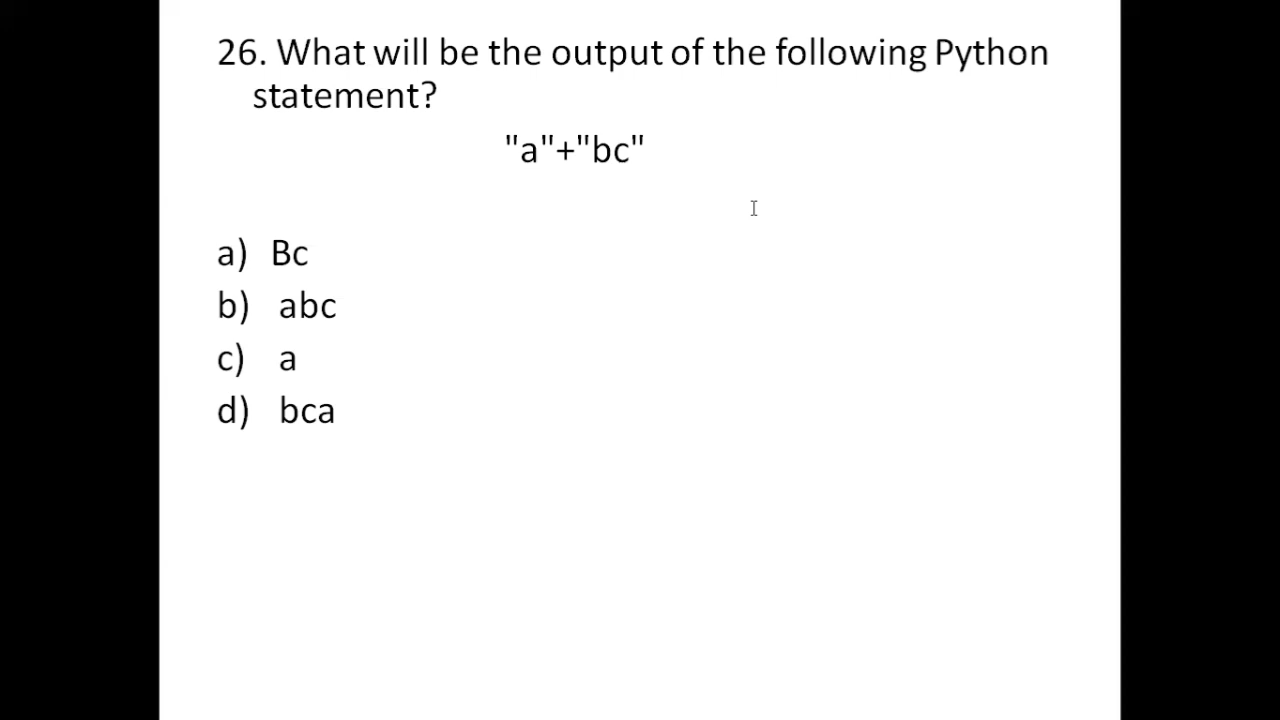 26. What will be the output of the following Python
statement?
"a"+"bc"
a) Bc
b) abc
c) a
d) bca